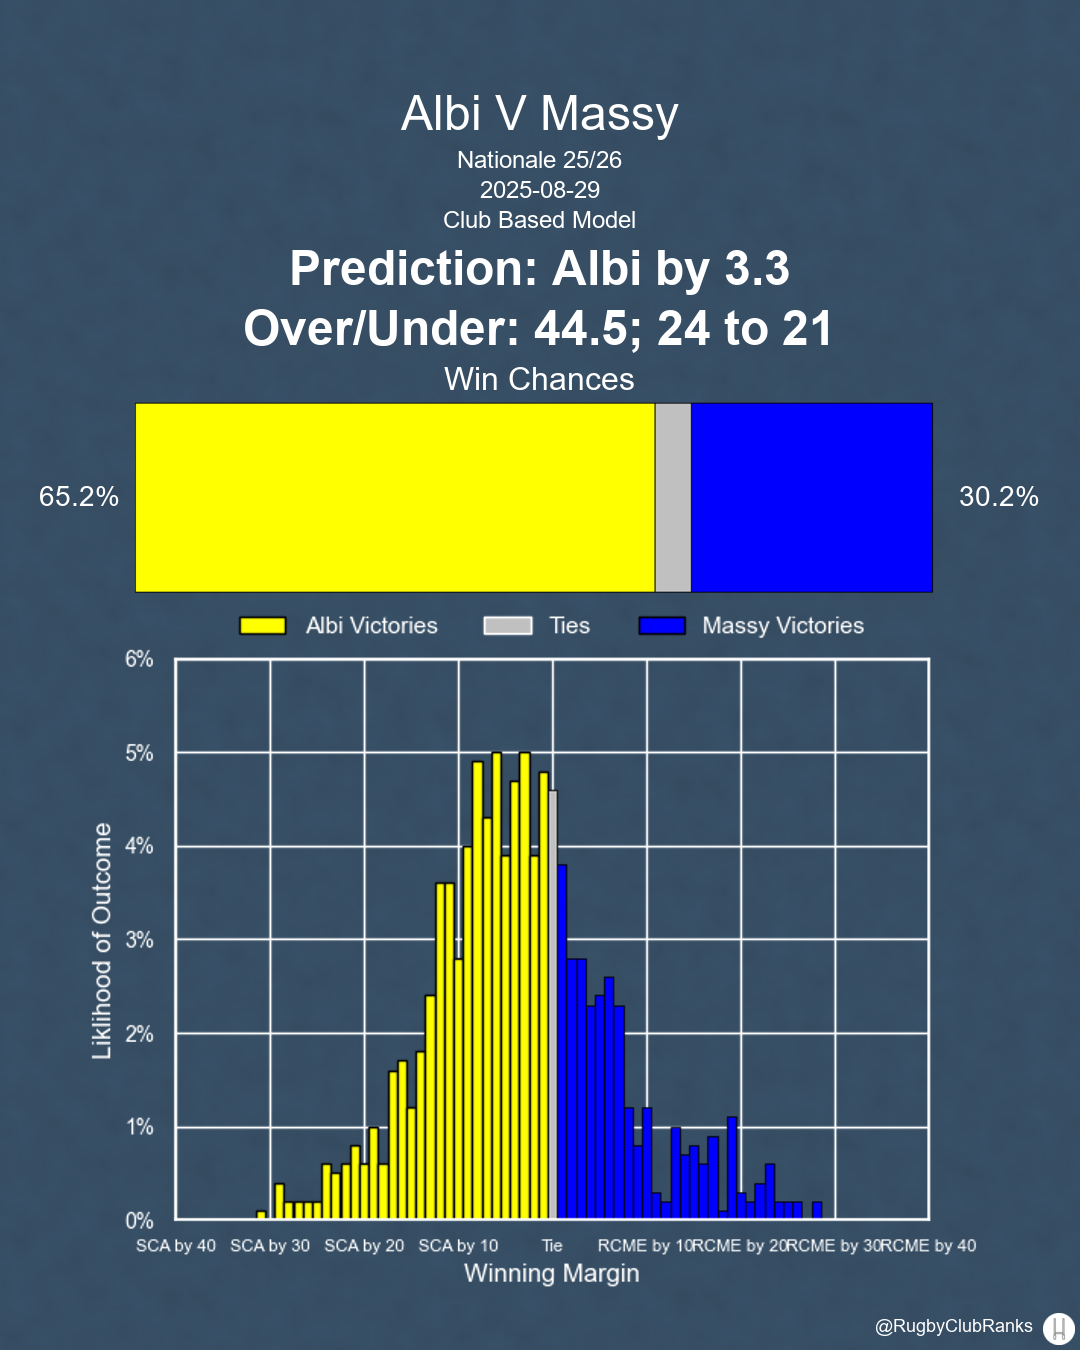 Albi V Massy
Nationale 25/26
2025-08-29
Club Based Model
Prediction: Albi by 3.3
Over/Under: 44.5; 24 to 21
Win Chances
65.2%
30.2%
Albi Victories
Ties
Massy Victories
6%
5%
4%
3%
2%
1%
0%
Liklihood of Outcome
SCA by 40
SCA by 30
SCA by 20
SCA by 10
Tie
RCME by 10
RCME by 20
RCME by 30
RCME by 40
Winning Margin
@RugbyClubRanks